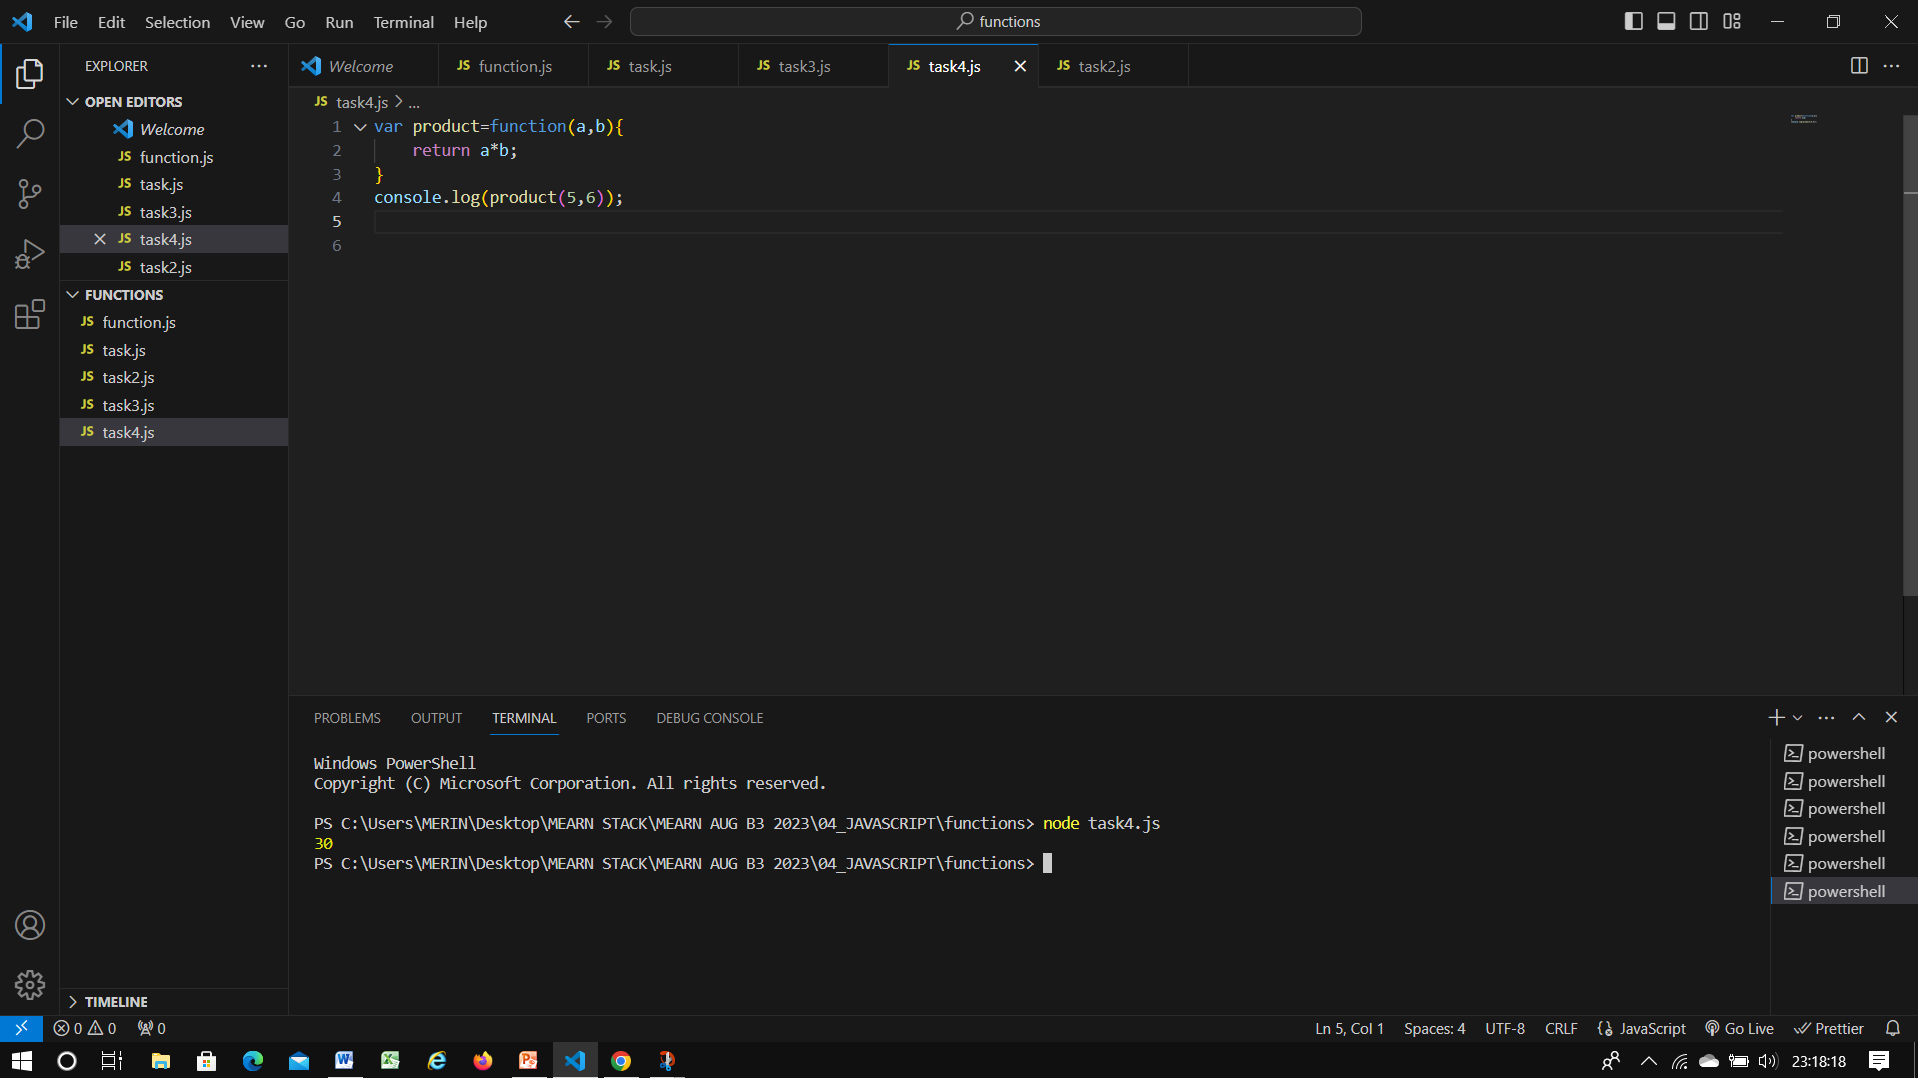 File Edit Selection View Go Run Terminal Help
functions
EXPLORER
OPEN EDITORS
Welcome
JS function.js
JS task.js
JS task3.js
JS task4.js
JS task2.js
FUNCTIONS
JS function.js
JS task.js
JS task2.js
JS task3.js
JS task4.js
TIMELINE
Welcome JS function.js JS task.js JS task3.js JS task4.js JS task2.js
JS task4.js > ...
1 var product=function(a,b){
2 return a*b;
3 }
4 console.log(product(5,6));
5
6
PROBLEMS OUTPUT TERMINAL PORTS DEBUG CONSOLE
Windows PowerShell
Copyright (C) Microsoft Corporation. All rights reserved.
PS C:\Users\MERIN\Desktop\MEARN STACK\MEARN AUG B3 2023\04_JAVASCRIPT\functions> node task4.js
30
PS C:\Users\MERIN\Desktop\MEARN STACK\MEARN AUG B3 2023\04_JAVASCRIPT\functions>
powershell
powershell
powershell
powershell
powershell
powershell
0 0 0 Ln 5, Col 1 Spaces: 4 UTF-8 CRLF {} JavaScript Go Live Prettier
23:18:18